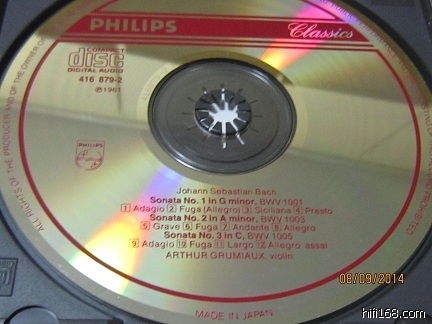 PHILIPS
Classics
COMPACT
disc
DIGITAL AUDIO
416 879-2
℗1961
PHILIPS
Johann Sebastian Bach
Sonata No. 1 in G minor, BWV 1001
1 Adagio 2 Fuga (Allegro) 3 Siciliana 4 Presto
Sonata No. 2 in A minor, BWV 1003
5 Grave 6 Fuga 7 Andante 8 Allegro
Sonata No. 3 in C, BWV 1005
9 Adagio 10 Fuga 11 Largo 12 Allegro assai
ARTHUR GRUMIAUX, violin
MADE IN JAPAN
ALL RIGHTS OF THE PRODUCER AND OF THE OWNER OF
08/09/2014
hifi168.com